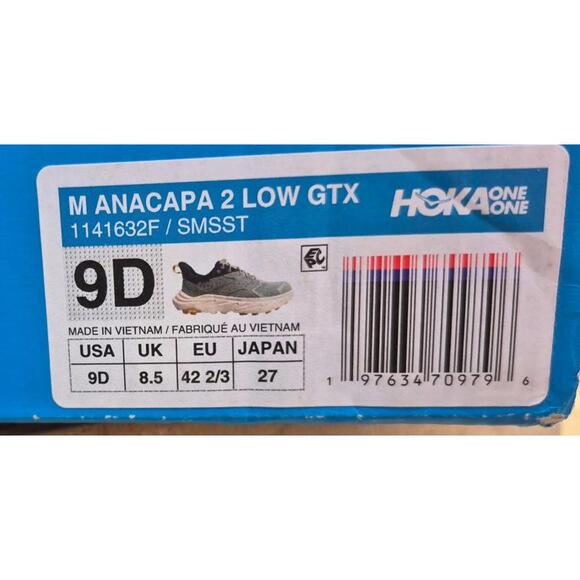 M ANACAPA 2 LOW GTX
1141632F / SMSST
HOKA ONE ONE
9D
MADE IN VIETNAM / FABRIQUÉ AU VIETNAM
USA UK EU JAPAN
9D 8.5 42 2/3 27
1 97634 70979 6